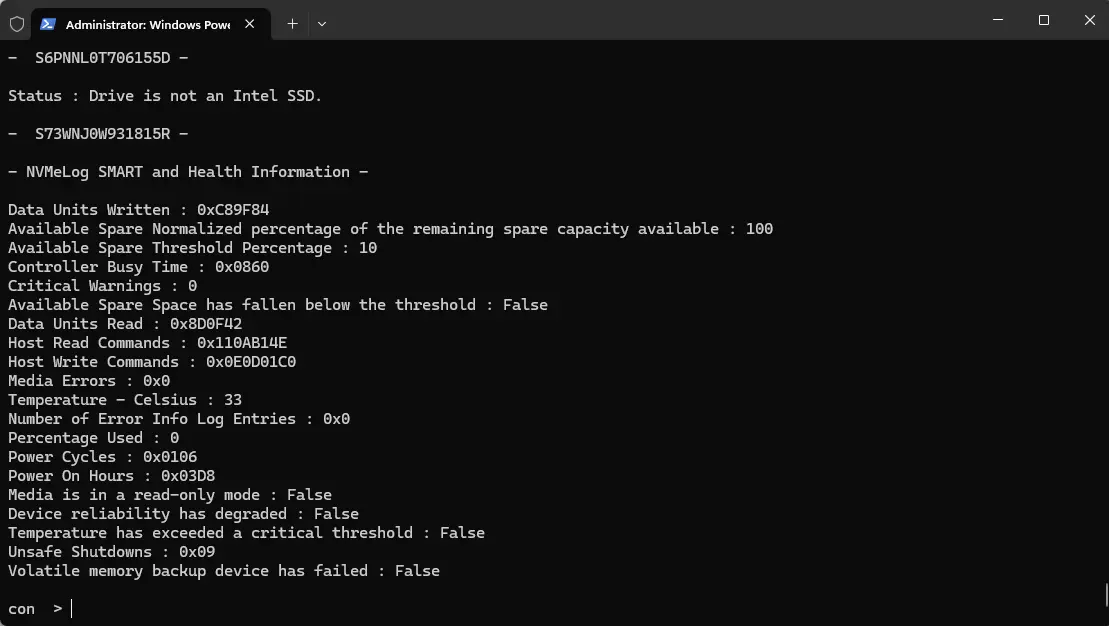 Administrator: Windows Powe
-  S6PNNL0T706155D -
Status : Drive is not an Intel SSD.
-  S73WNJ0W931815R -
- NVMeLog SMART and Health Information -
Data Units Written : 0xC89F84
Available Spare Normalized percentage of the remaining spare capacity available : 100
Available Spare Threshold Percentage : 10
Controller Busy Time : 0x0860
Critical Warnings : 0
Available Spare Space has fallen below the threshold : False
Data Units Read : 0x8D0F42
Host Read Commands : 0x110AB14E
Host Write Commands : 0x0E0D01C0
Media Errors : 0x0
Temperature - Celsius : 33
Number of Error Info Log Entries : 0x0
Percentage Used : 0
Power Cycles : 0x0106
Power On Hours : 0x03D8
Media is in a read-only mode : False
Device reliability has degraded : False
Temperature has exceeded a critical threshold : False
Unsafe Shutdowns : 0x09
Volatile memory backup device has failed : False
con  >